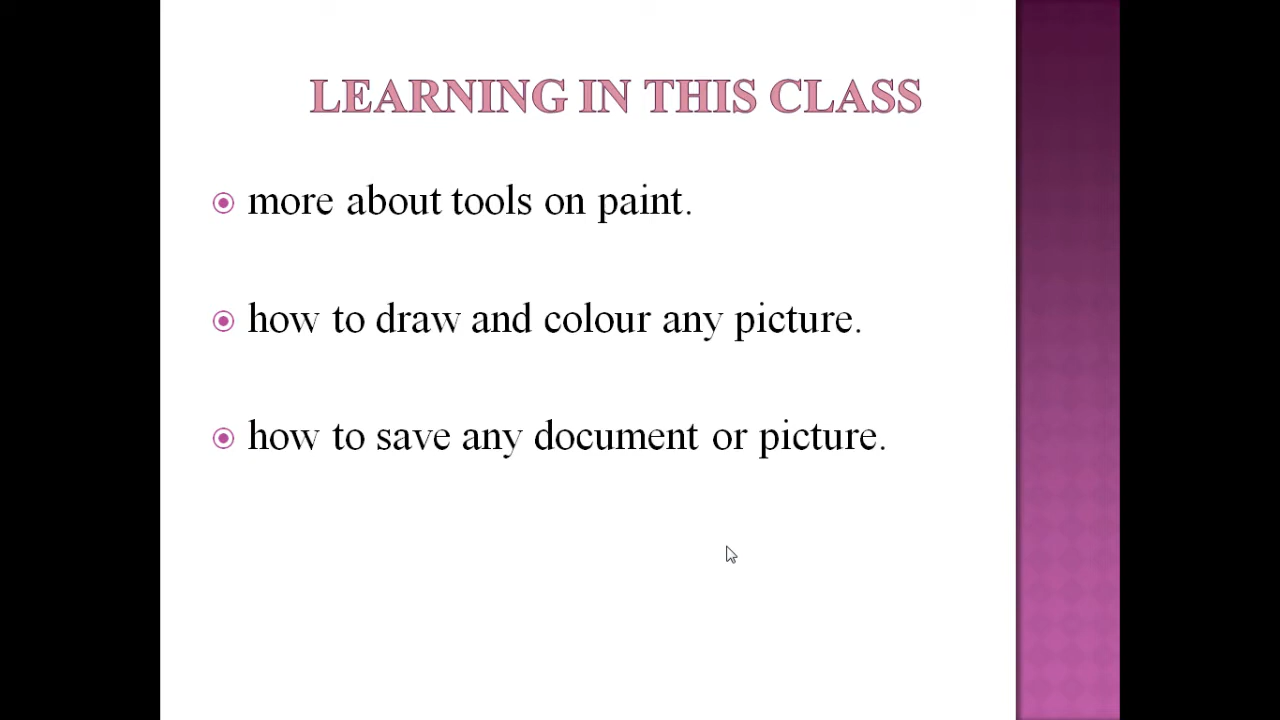 LEARNING IN THIS CLASS
more about tools on paint.
how to draw and colour any picture.
how to save any document or picture.